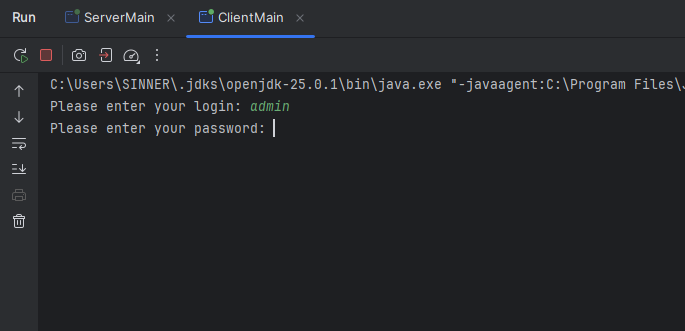 Run ServerMain ClientMain
C:\Users\SINNER\.jdks\openjdk-25.0.1\bin\java.exe "-javaagent:C:\Program Files\
Please enter your login: admin
Please enter your password: